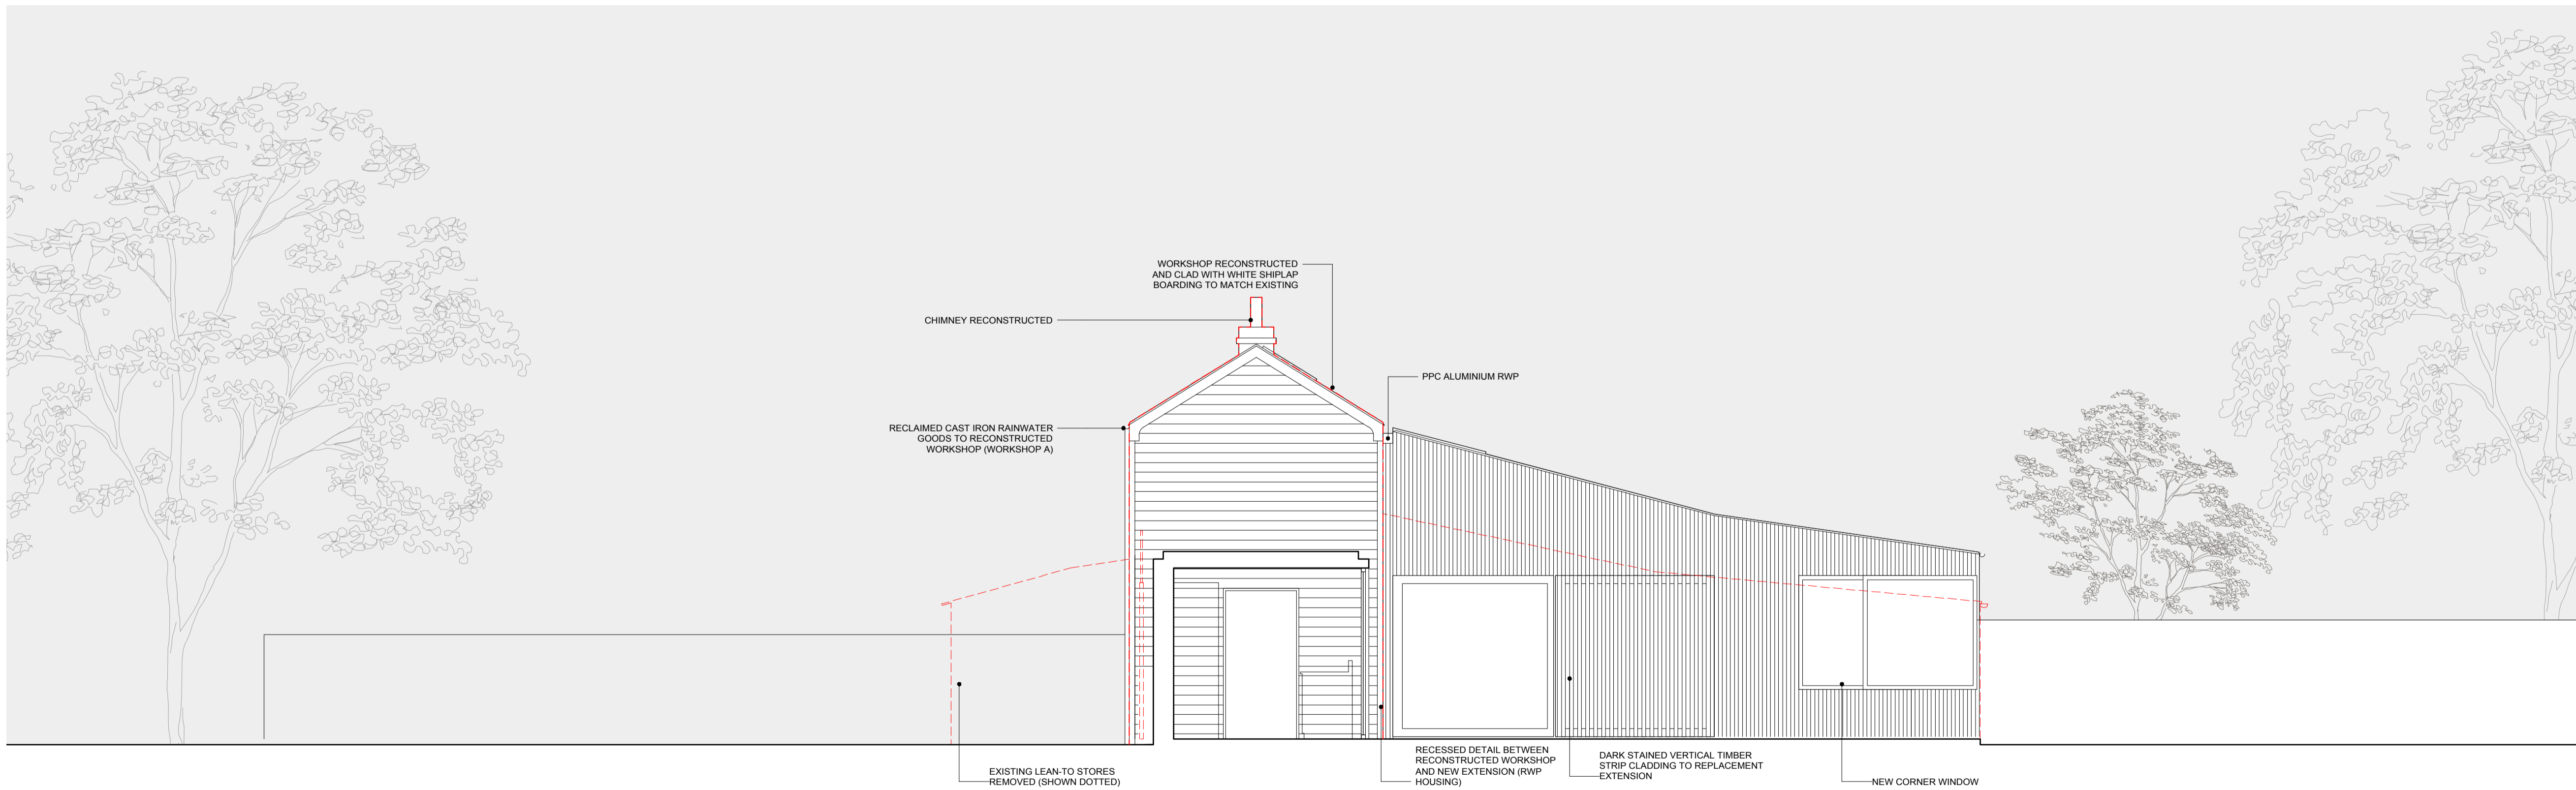 WORKSHOP RECONSTRUCTED
AND CLAD WITH WHITE SHIPLAP
BOARDING TO MATCH EXISTING
CHIMNEY RECONSTRUCTED
PPC ALUMINIUM RWP
RECLAIMED CAST IRON RAINWATER
GOODS TO RECONSTRUCTED
WORKSHOP (WORKSHOP A)
EXISTING LEAN-TO STORES
REMOVED (SHOWN DOTTED)
RECESSED DETAIL BETWEEN
RECONSTRUCTED WORKSHOP
AND NEW EXTENSION (RWP
HOUSING)
DARK STAINED VERTICAL TIMBER
STRIP CLADDING TO REPLACEMENT
EXTENSION
NEW CORNER WINDOW